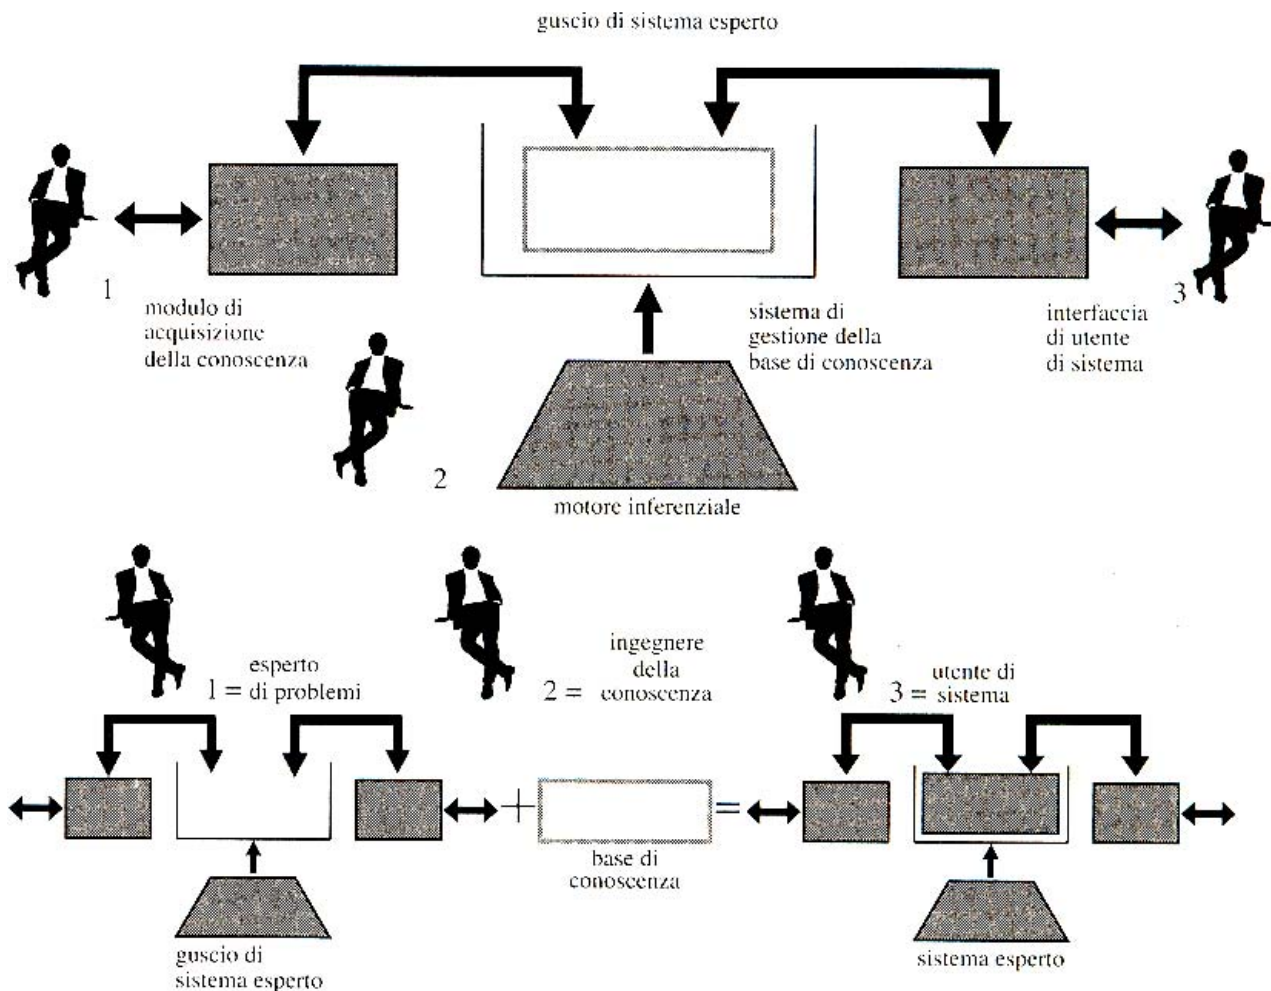 guscio di sistema esperto
1
modulo di
acquisizione
della conoscenza
2
sistema di
gestione della
base di conoscenza
interfaccia
di utente
di sistema
3
motore inferenziale
esperto
1 = di problemi
ingegnere
della
2 = conoscenza
utente di
3 = sistema
+
=
base di
conoscenza
guscio di
sistema esperto
sistema esperto